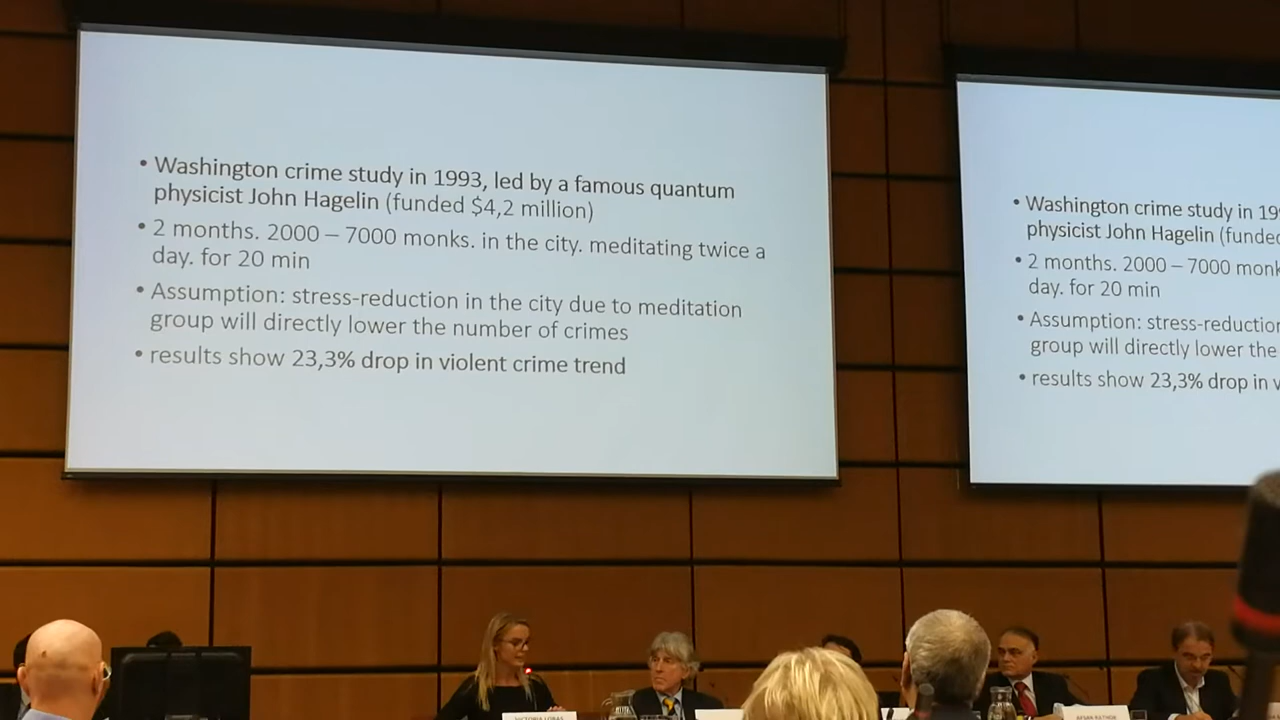 • Washington crime study in 1993, led by a famous quantum
physicist John Hagelin (funded $4,2 million)
• 2 months. 2000 – 7000 monks. in the city. meditating twice a
day. for 20 min
• Assumption: stress-reduction in the city due to meditation
group will directly lower the number of crimes
• results show 23,3% drop in violent crime trend
• Washington crime study in 19
physicist John Hagelin (funded
• 2 months. 2000 – 7000 monk
day. for 20 min
• Assumption: stress-reduction
group will directly lower the
• results show 23,3% drop in v
VICTORIA LOBAS